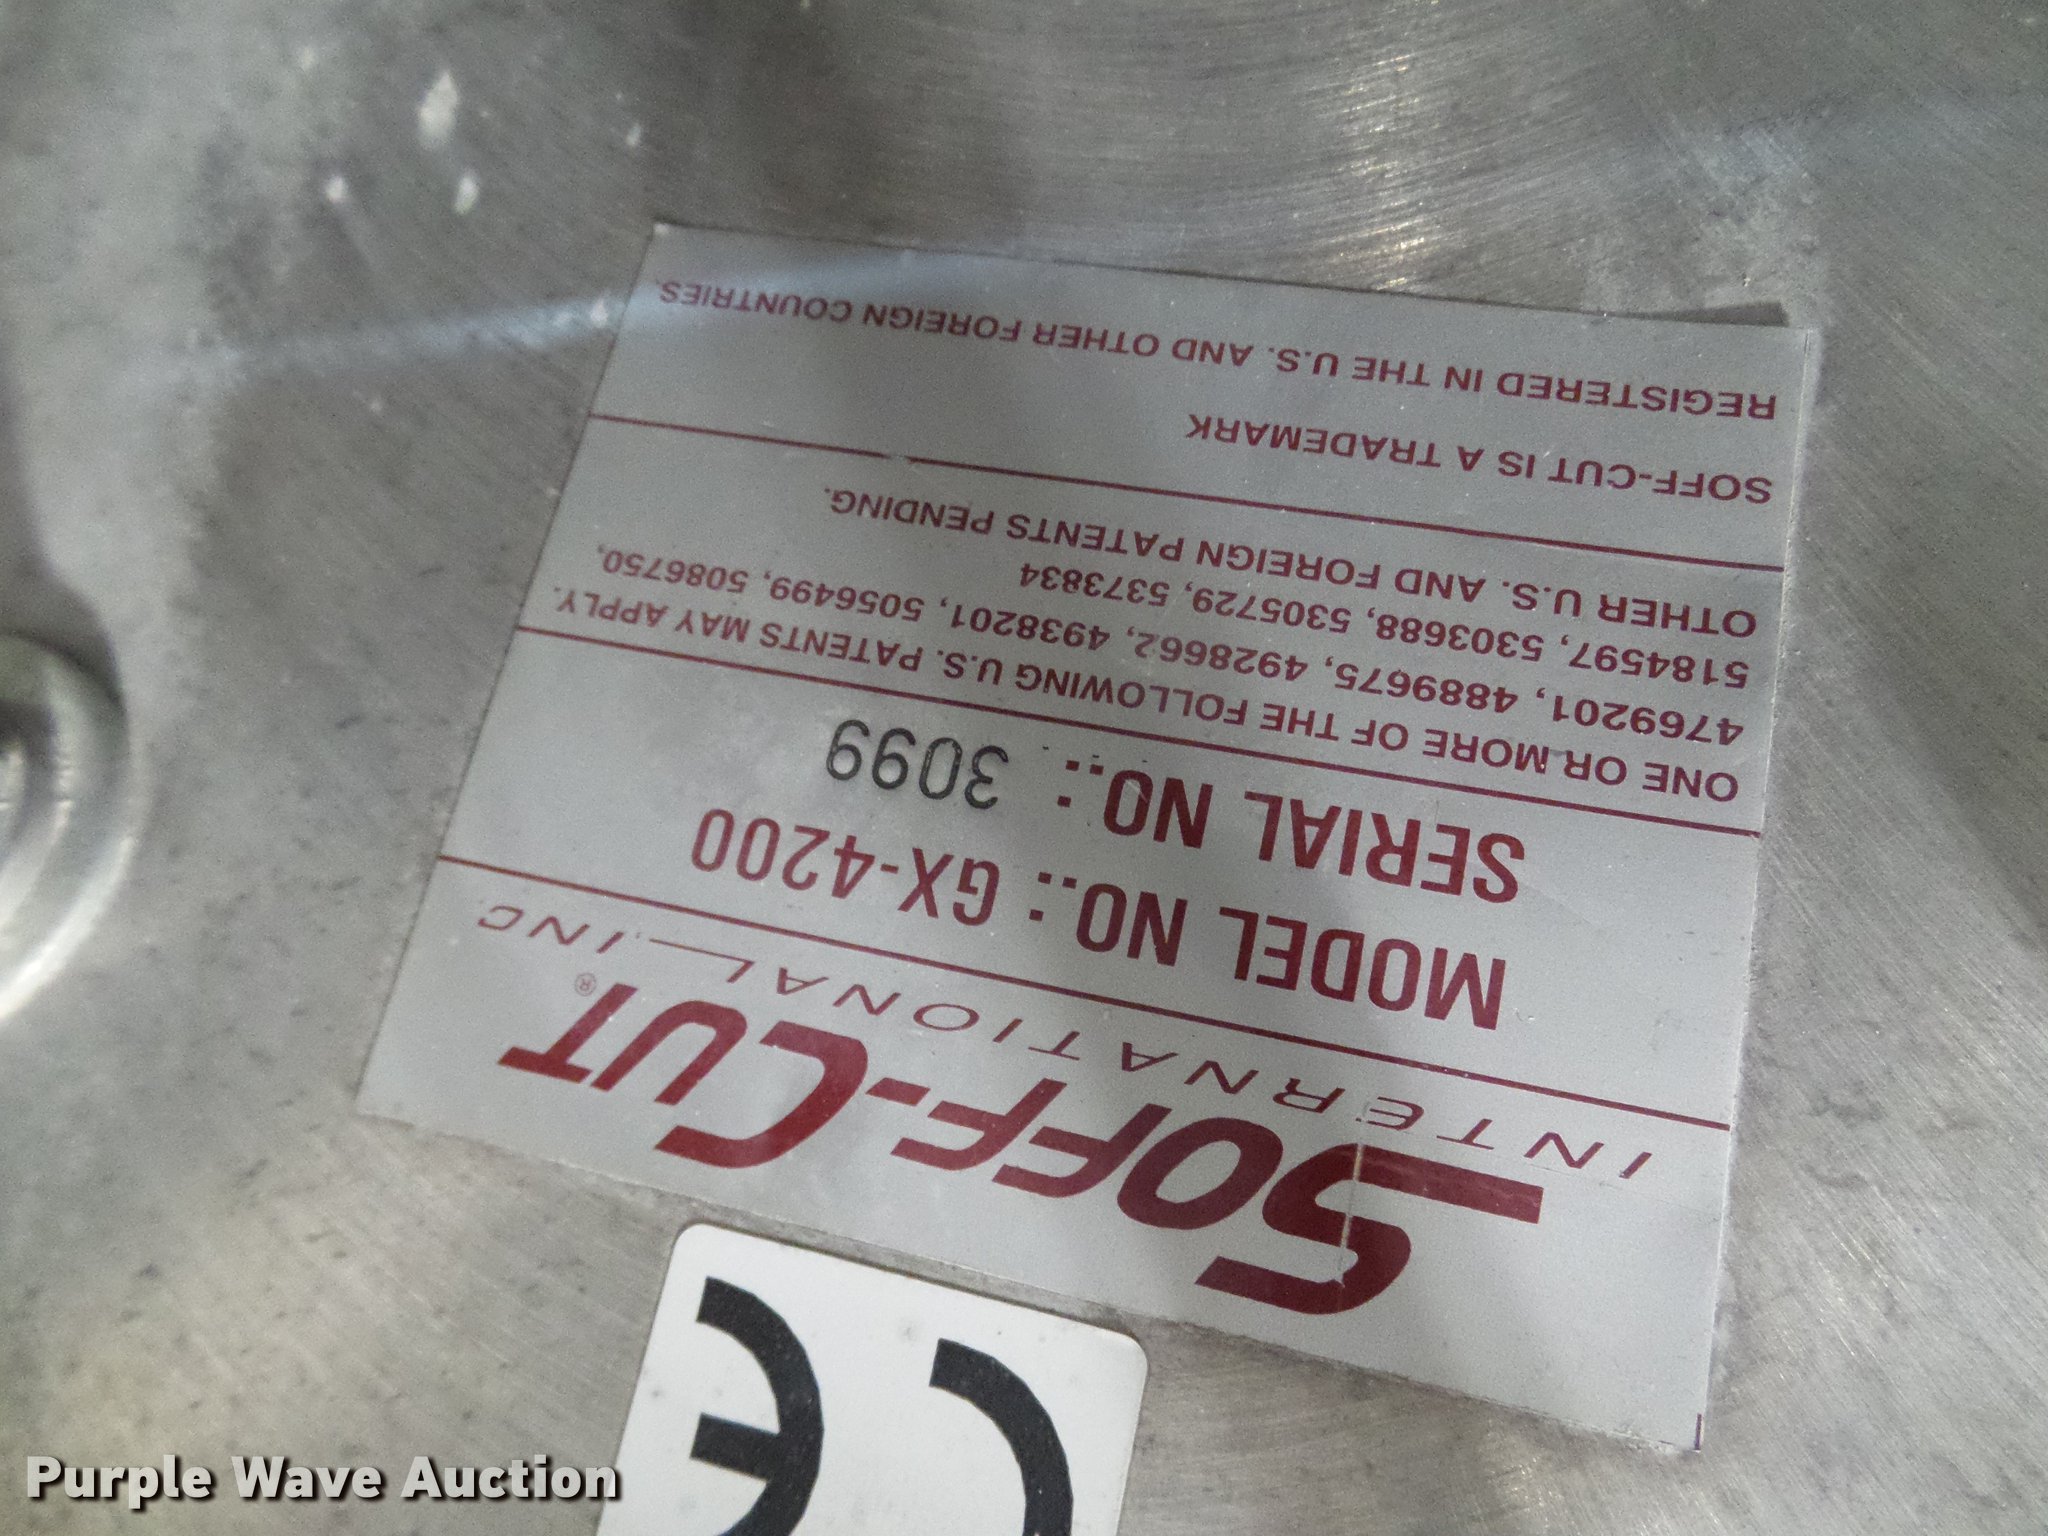 SOFF-CUT®
INTERNATIONAL, INC.
MODEL NO.: GX-4200
SERIAL NO.: 3099
ONE OR MORE OF THE FOLLOWING U.S. PATENTS MAY APPLY.
4769201, 4889675, 4928662, 4938201, 5056499, 5086750,
5184597, 5303688, 5305729, 5373834
OTHER U.S. AND FOREIGN PATENTS PENDING.
SOFF-CUT IS A TRADEMARK
REGISTERED IN THE U.S. AND OTHER FOREIGN COUNTRIES.
CE
Purple Wave Auction